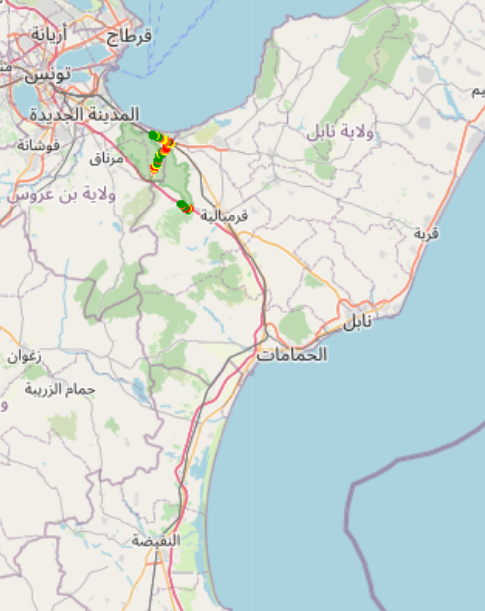 أريانة
قرطاج
تونس
المدينة الجديدة
فوشانة
مرناق
ولاية نابل
ولاية بن عروس
قرمبالية
قربة
نابل
الحمامات
زغوان
حمام الزريبة
النفيضة